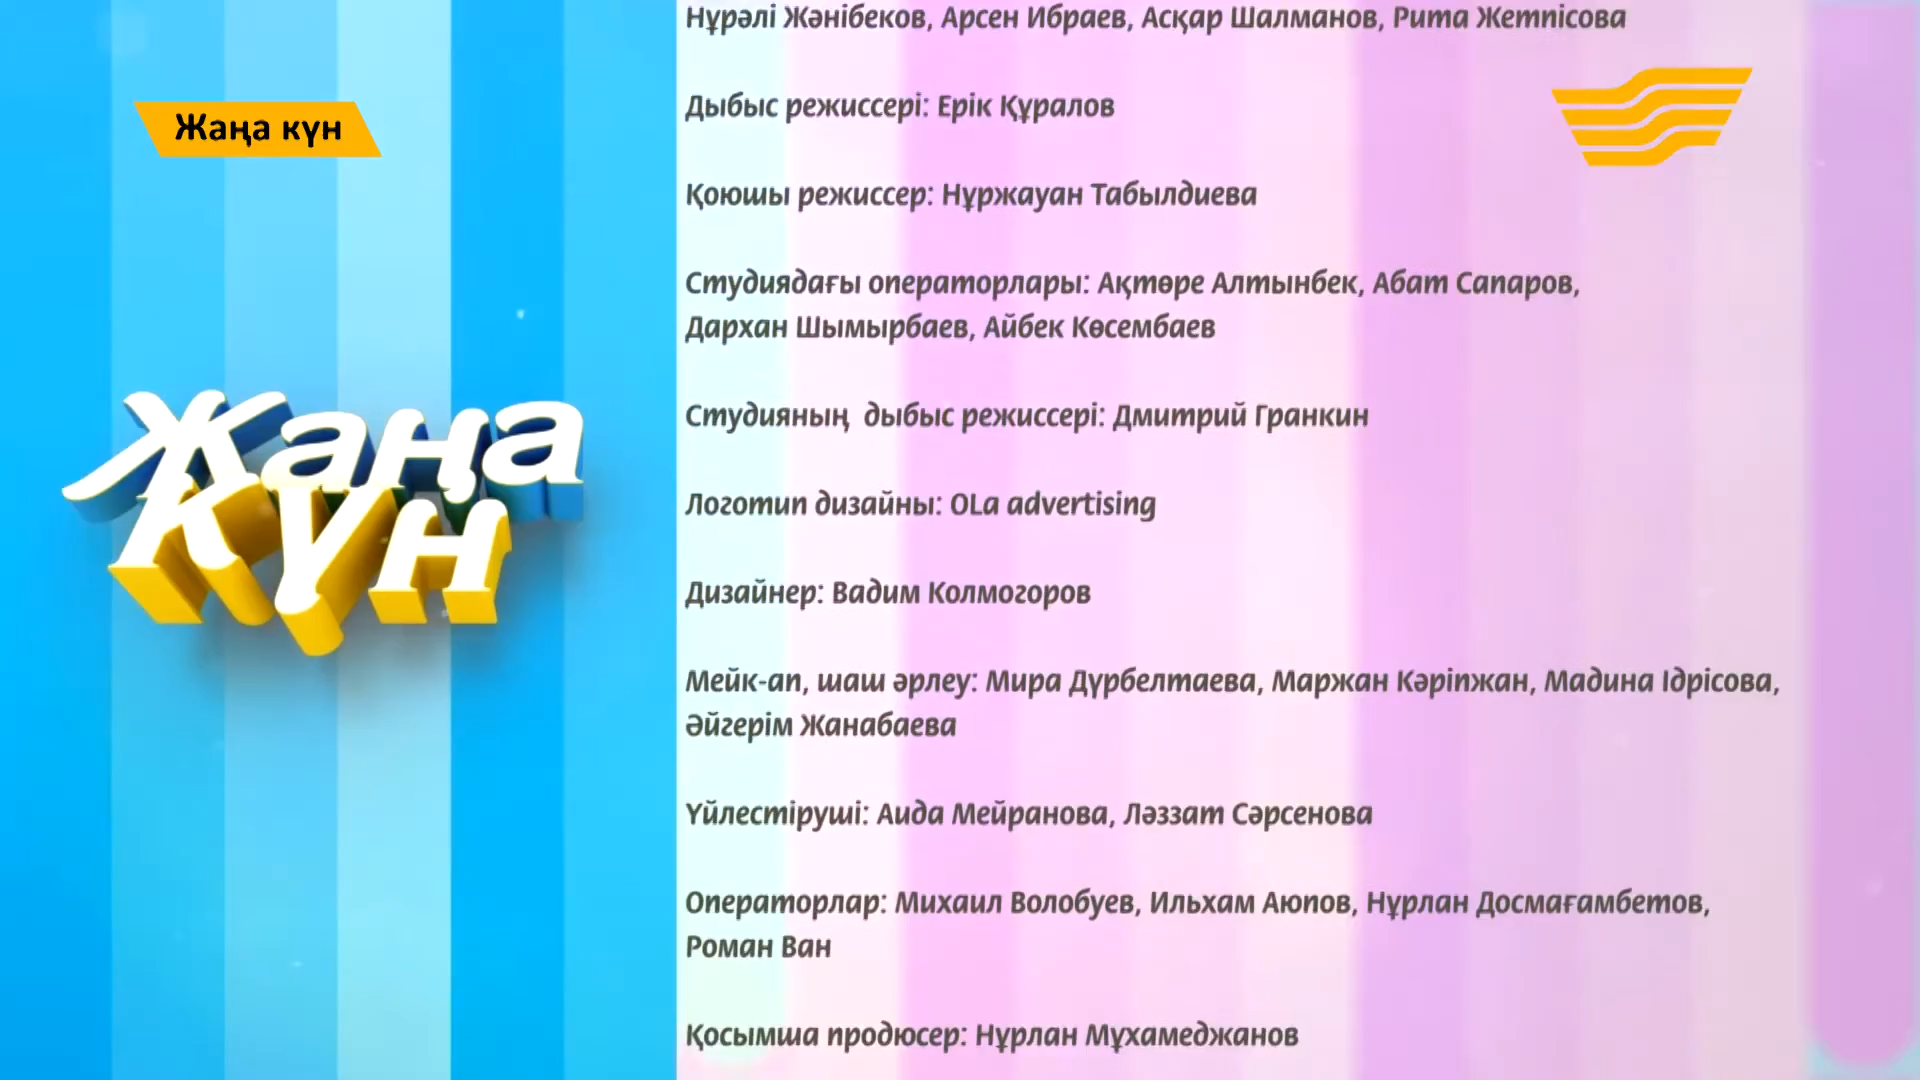 Жаңа күн
Жаңа
күн
Нұрәлі Жәнібеков, Арсен Ибраев, Асқар Шалманов, Рита Жетпісова
Дыбыс режиссері: Ерік Құралов
Қоюшы режиссер: Нұржауан Табылдиева
Студиядағы операторлары: Ақтөре Алтынбек, Абат Сапаров,
Дархан Шымырбаев, Айбек Көсембаев
Студияның дыбыс режиссері: Дмитрий Гранкин
Логотип дизайны: OLa advertising
Дизайнер: Вадим Колмогоров
Мейк-ап, шаш әрлеу: Мира Дүрбелтаева, Маржан Кәріпжан, Мадина Ідрісова,
Әйгерім Жанабаева
Үйлестіруші: Аида Мейранова, Ләззат Сәрсенова
Операторлар: Михаил Волобуев, Ильхам Аюпов, Нұрлан Досмағамбетов,
Роман Ван
Қосымша продюсер: Нұрлан Мұхамеджанов